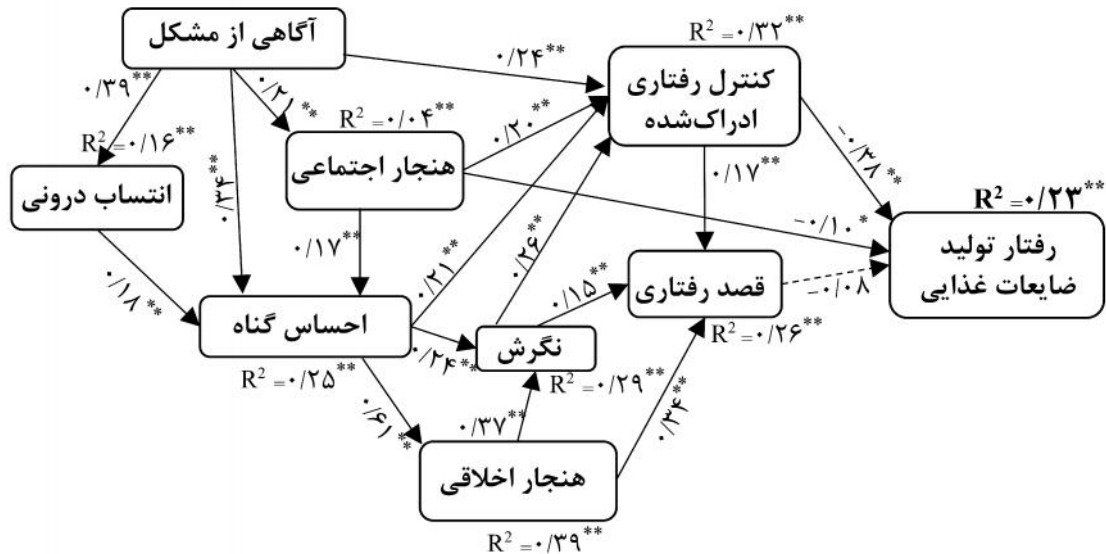 آگاهی از مشکل
R² =۰/۳۲**
۰/۲۴**
کنترل رفتاری
ادراک‌شده
۰/۳۹**
۰/۲۱**
R² =۰/۰۴**
۰/۲۰**
R² =۰/۱۶**
هنجار اجتماعی
۰/۱۷**
−۰/۳۸**
انتساب درونی
۰/۳۴**
R² =۰/۲۳**
−۰/۱۰*
رفتار تولید
ضایعات غذایی
۰/۱۷**
۰/۲۱**
۰/۲۶**
قصد رفتاری
−۰/۰۸
۰/۱۸**
۰/۱۵**
احساس گناه
نگرش
R² =۰/۲۶**
۰/۲۴**
R² =۰/۲۵**
R² =۰/۲۹**
۰/۶۱**
۰/۳۷**
۰/۳۴**
هنجار اخلاقی
R² =۰/۳۹**